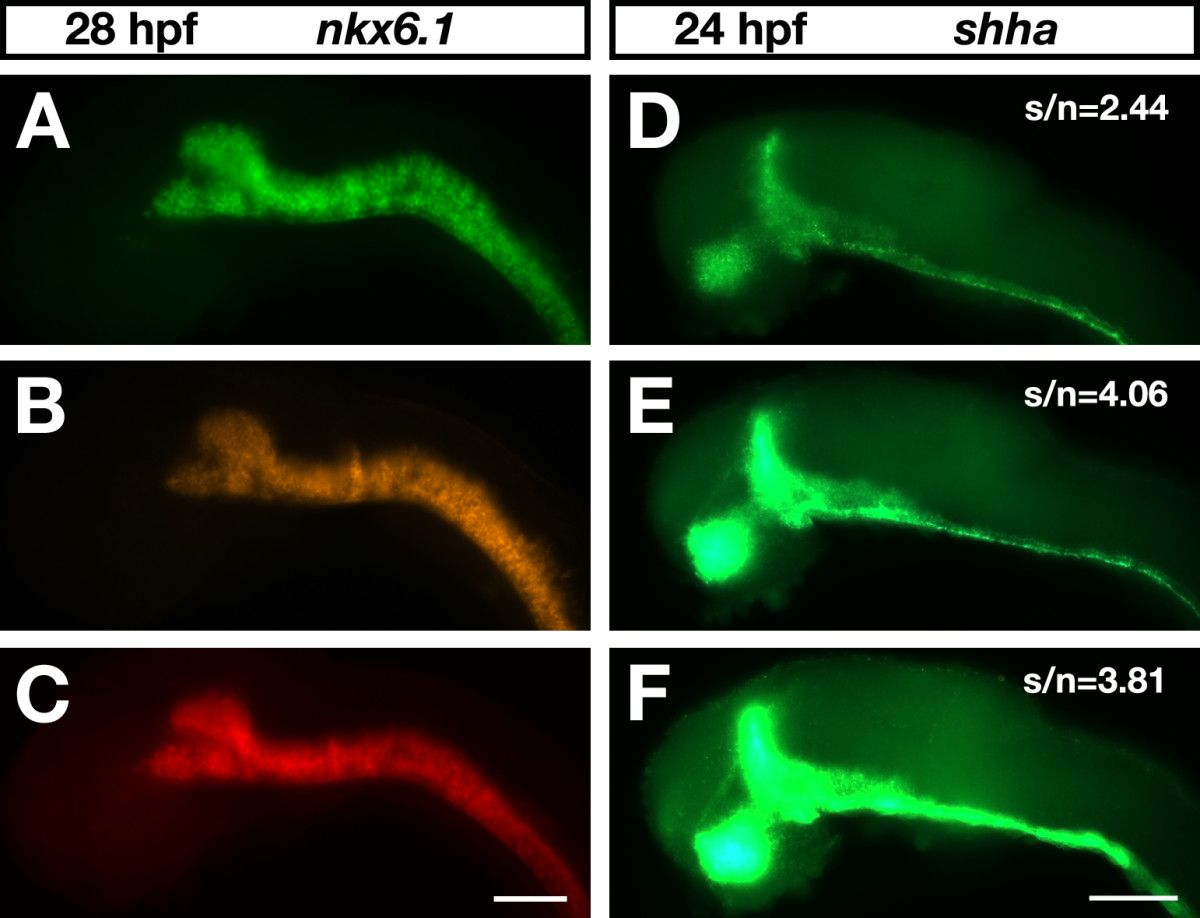 28 hpf nkx6.1
24 hpf shha
A
D
s/n=2.44
B
E
s/n=4.06
C
F
s/n=3.81